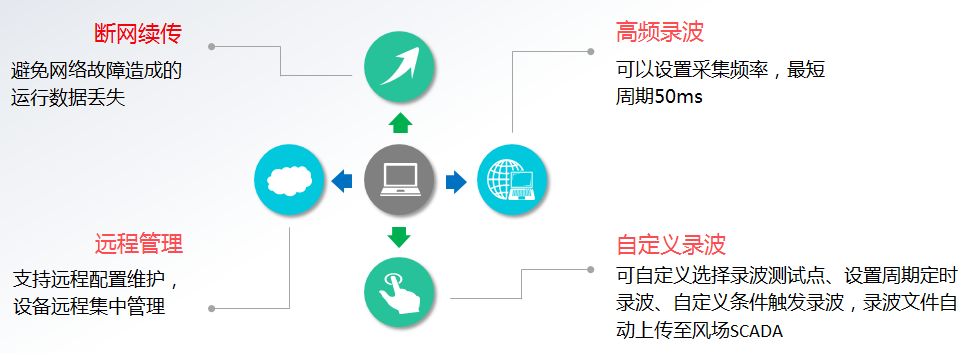 断网续传
避免网络故障造成的
运行数据丢失
高频录波
可以设置采集频率，最短
周期50ms
远程管理
支持远程配置维护，
设备远程集中管理
自定义录波
可自定义选择录波测试点、设置周期定时
录波、自定义条件触发录波，录波文件自
动上传至风场SCADA